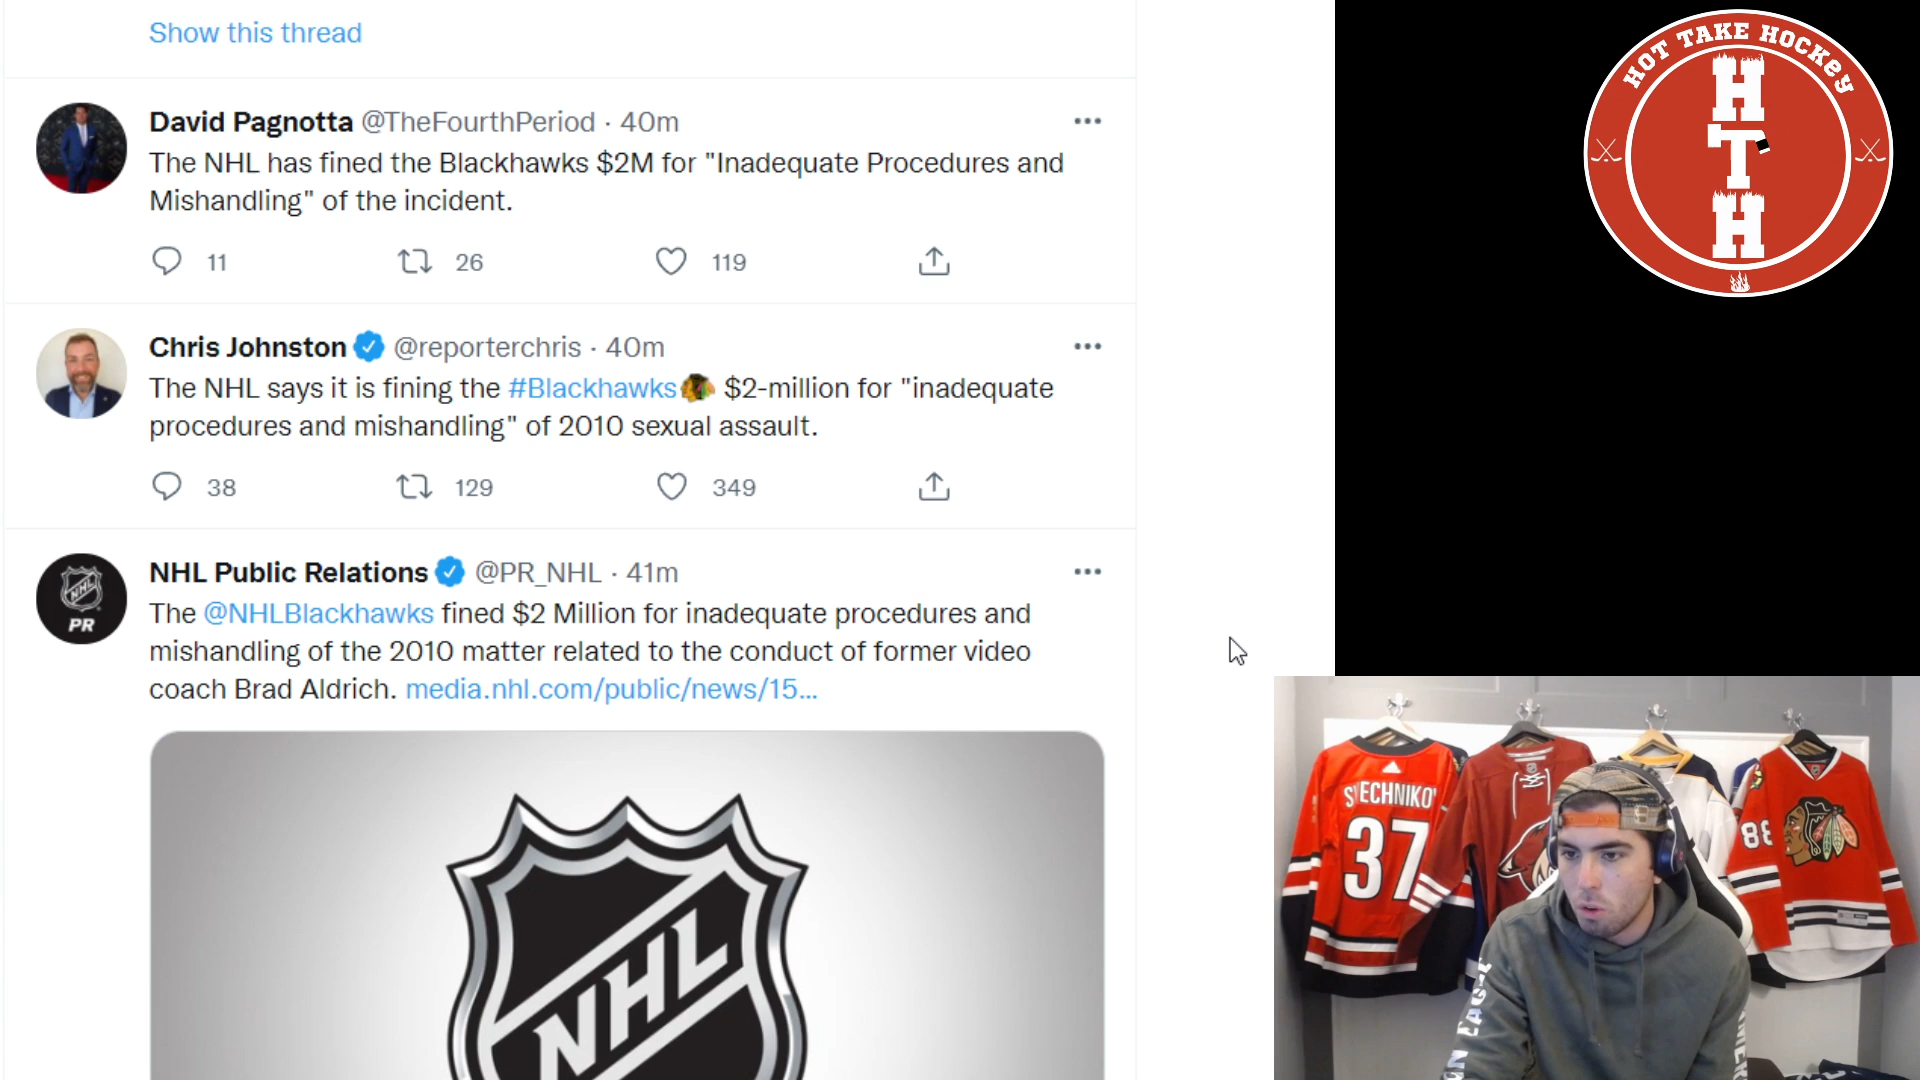 Show this thread
David Pagnotta @TheFourthPeriod · 40m
The NHL has fined the Blackhawks $2M for "Inadequate Procedures and
Mishandling" of the incident.
11 26 119
Chris Johnston @reporterchris · 40m
The NHL says it is fining the #Blackhawks $2-million for "inadequate
procedures and mishandling" of 2010 sexual assault.
38 129 349
NHL Public Relations @PR_NHL · 41m
The @NHLBlackhawks fined $2 Million for inadequate procedures and
mishandling of the 2010 matter related to the conduct of former video
coach Brad Aldrich. media.nhl.com/public/news/15...
NHL
PR
NHL
HOT TAKE HOCKEY
H
T
H
37
88